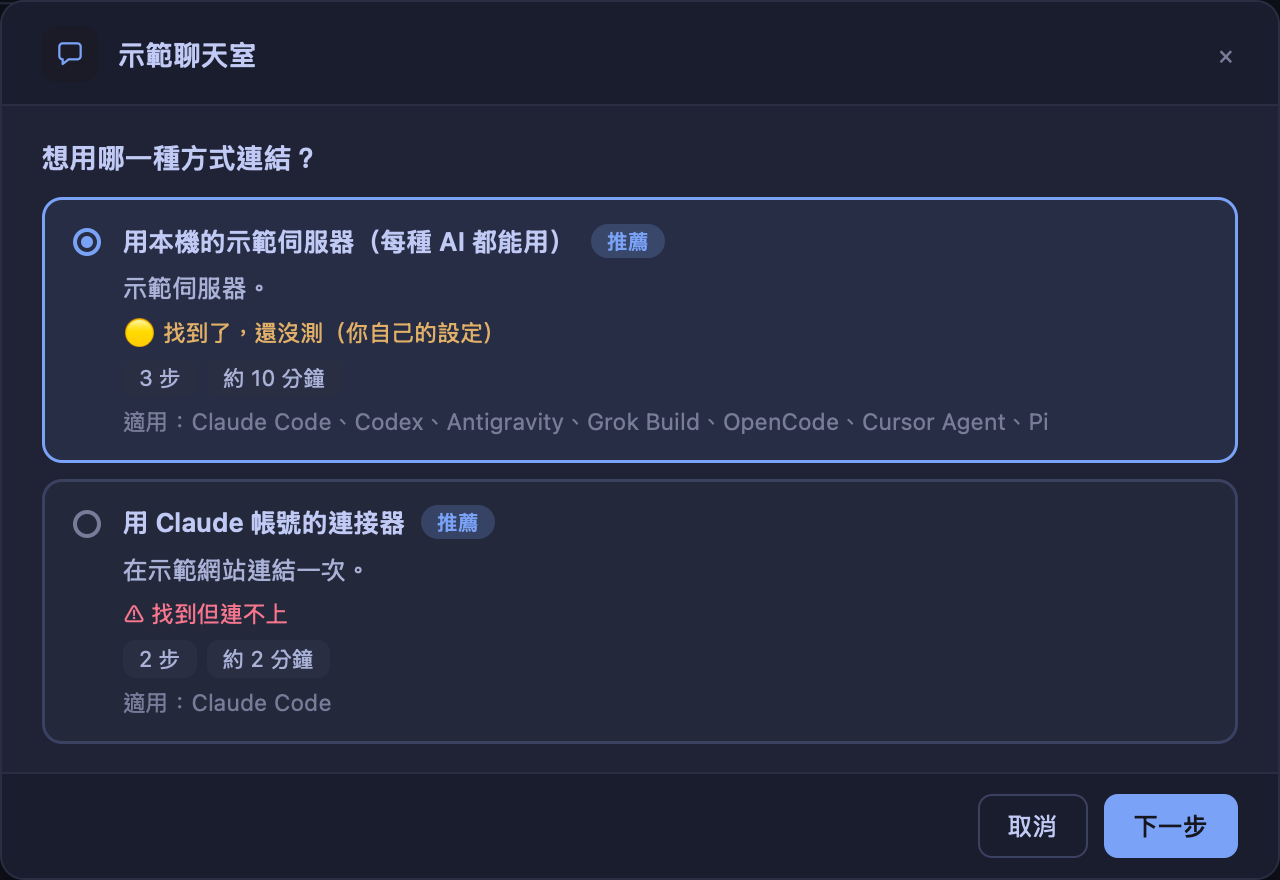 示範聊天室
×
想用哪一種方式連結？
用本機的示範伺服器（每種 AI 都能用） 推薦
示範伺服器。
找到了，還沒測（你自己的設定）
3 步 約 10 分鐘
適用：Claude Code、Codex、Antigravity、Grok Build、OpenCode、Cursor Agent、Pi
用 Claude 帳號的連接器 推薦
在示範網站連結一次。
找到但連不上
2 步 約 2 分鐘
適用：Claude Code
取消 下一步